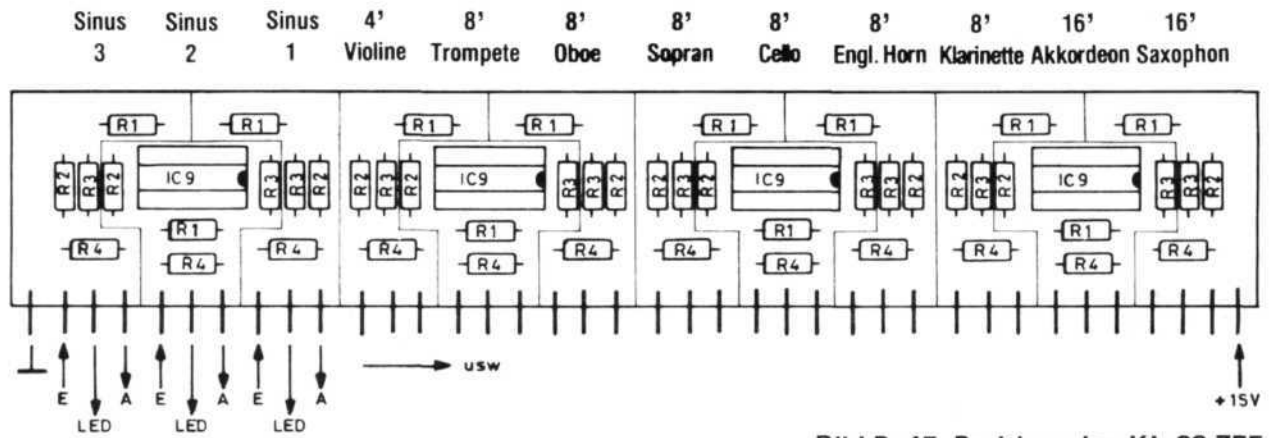 Sinus Sinus Sinus 4' 8' 8' 8' 8' 8' 8' 16' 16'
3 2 1 Violine Trompete Oboe Sopran Cello Engl. Horn Klarinette Akkordeon Saxophon
R1 R1 R1 R1 R1 R1 R1 R1
R2 R3 R2 IC9 R3 R3 R2 R2 R3 R2 IC9 R3 R3 R2 R2 R3 R2 IC9 R3 R3 R2 R2 R3 R2 IC9 R3 R3 R2
R1 R1 R1 R1
R4 R4 R4 R4 R4 R4 R4 R4
R4 R4 R4 R4
usw
E A E A E A +15V
LED LED LED
Bild